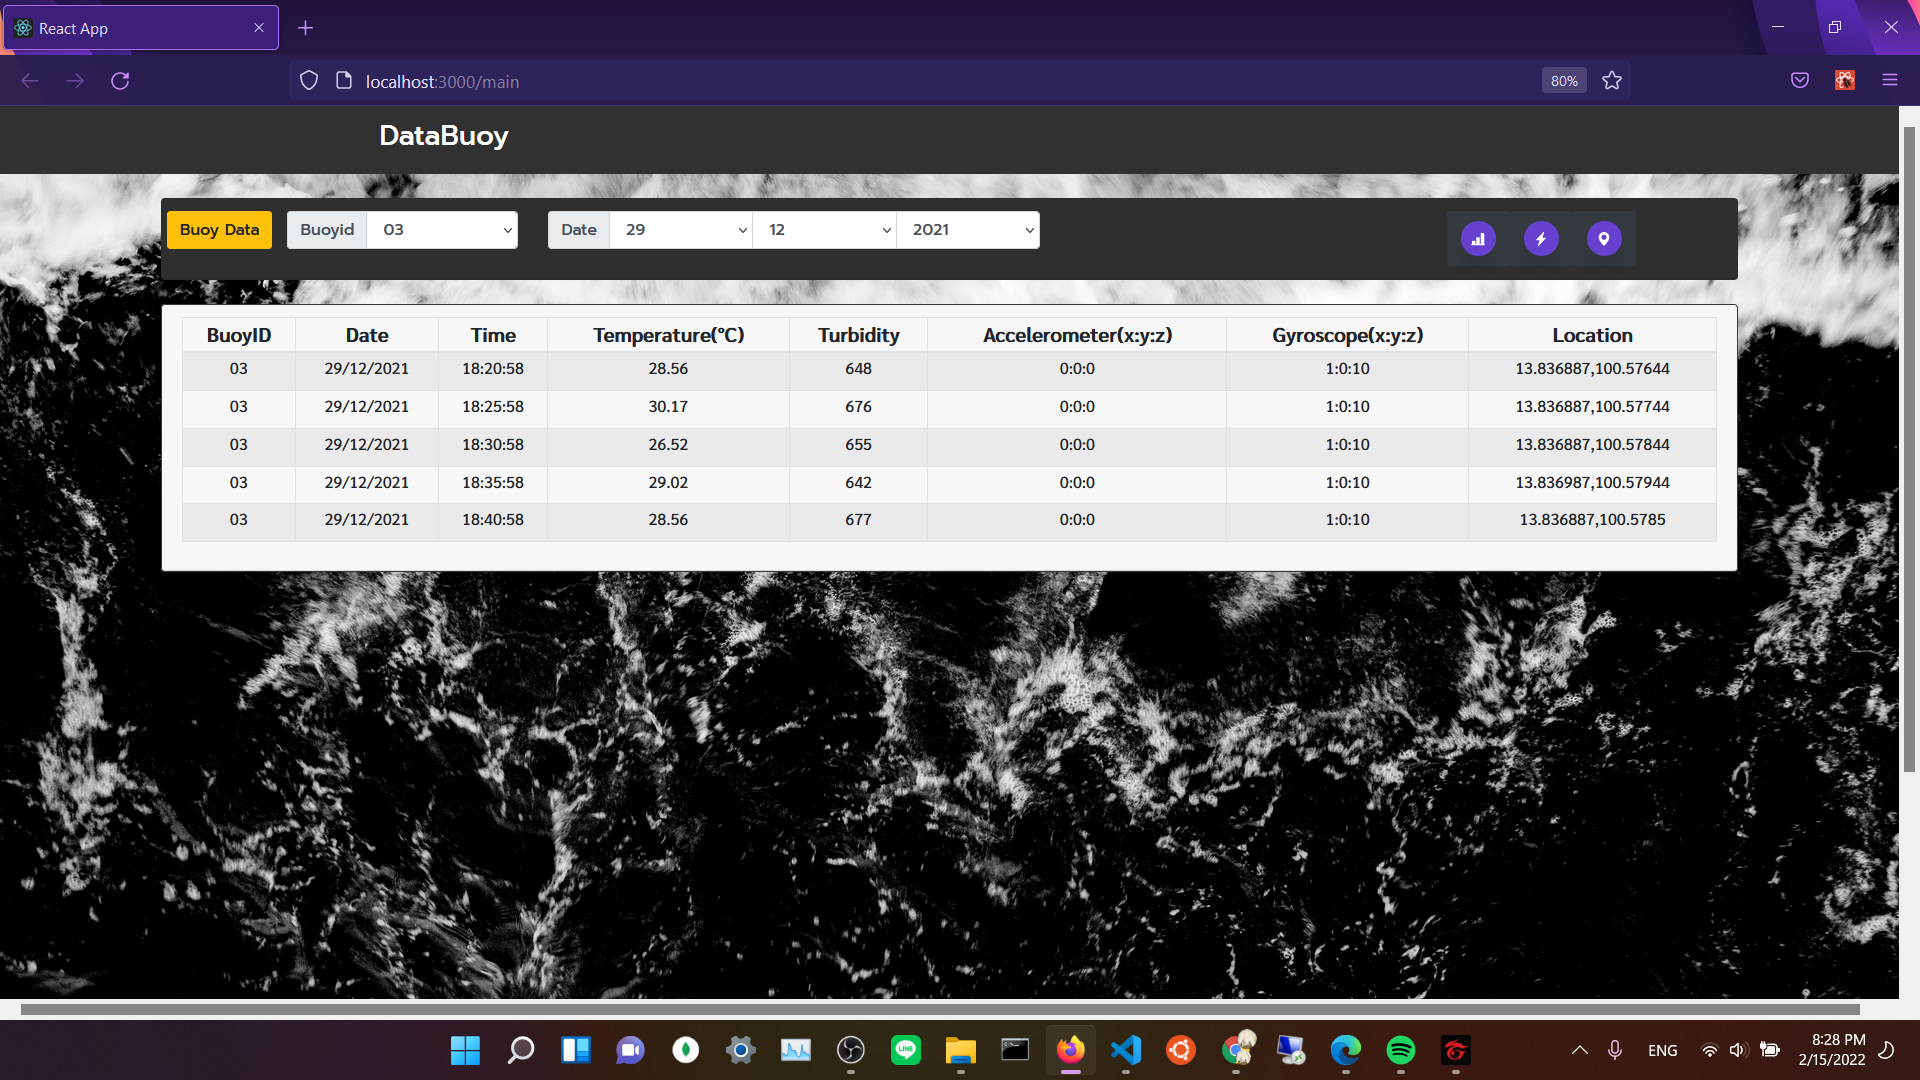 React App
localhost:3000/main
80%
DataBuoy
Buoy Data Buoyid 03 Date 29 12 2021
BuoyID Date Time Temperature(°C) Turbidity Accelerometer(x:y:z) Gyroscope(x:y:z) Location
03 29/12/2021 18:20:58 28.56 648 0:0:0 1:0:10 13.836887,100.57644
03 29/12/2021 18:25:58 30.17 676 0:0:0 1:0:10 13.836887,100.57744
03 29/12/2021 18:30:58 26.52 655 0:0:0 1:0:10 13.836887,100.57844
03 29/12/2021 18:35:58 29.02 642 0:0:0 1:0:10 13.836987,100.57944
03 29/12/2021 18:40:58 28.56 677 0:0:0 1:0:10 13.836887,100.5785
LINE
ENG
8:28 PM
2/15/2022